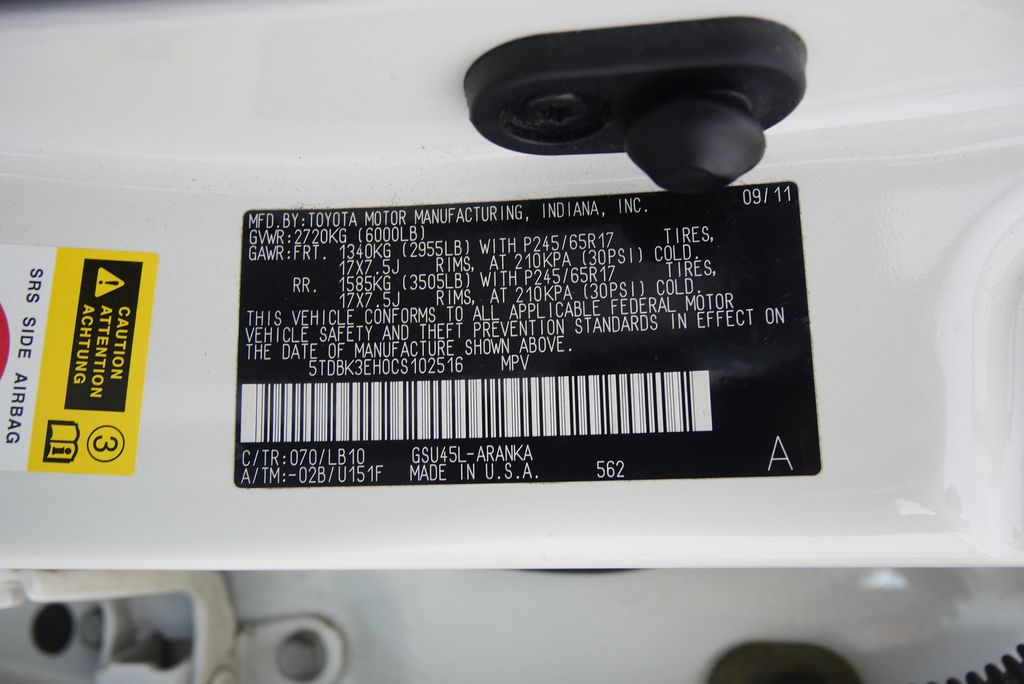 09/11
MFD.BY:TOYOTA MOTOR MANUFACTURING, INDIANA, INC.
GVWR:2720KG (6000LB)
GAWR:FRT. 1340KG (2955LB) WITH P245/65R17 TIRES,
17X7.5J RIMS, AT 210KPA (30PSI) COLD.
RR. 1585KG (3505LB) WITH P245/65R17 TIRES,
17X7.5J RIMS, AT 210KPA (30PSI) COLD.
THIS VEHICLE CONFORMS TO ALL APPLICABLE FEDERAL MOTOR
VEHICLE SAFETY AND THEFT PREVENTION STANDARDS IN EFFECT ON
THE DATE OF MANUFACTURE SHOWN ABOVE.
5TDBK3EH0CS102516 MPV
C/TR:070/LB10 GSU45L-ARANKA
A/TM:-02B/U151F MADE IN U.S.A. 562 A
CAUTION
ATTENTION
ACHTUNG
3
SRS SIDE AIRBAG